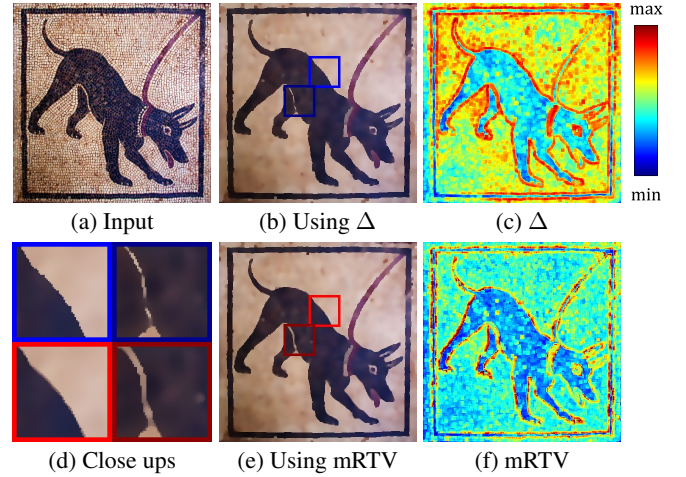 max
min
(a) Input
(b) Using Δ
(c) Δ
(d) Close ups
(e) Using mRTV
(f) mRTV